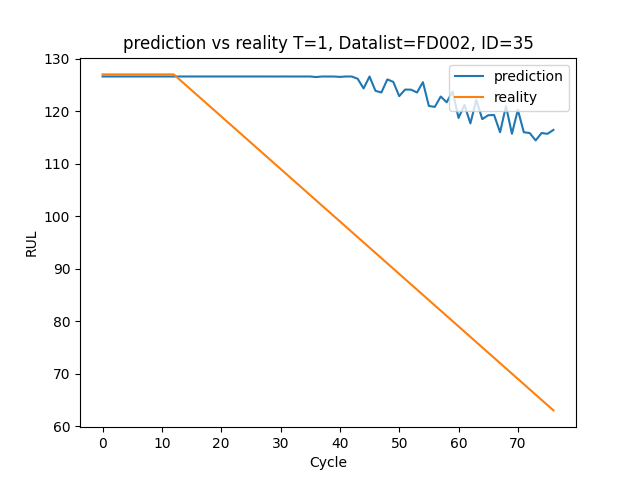 prediction vs reality T=1, Datalist=FD002, ID=35
130
120
110
100
90
80
70
60
RUL
0 10 20 30 40 50 60 70
Cycle
prediction
reality